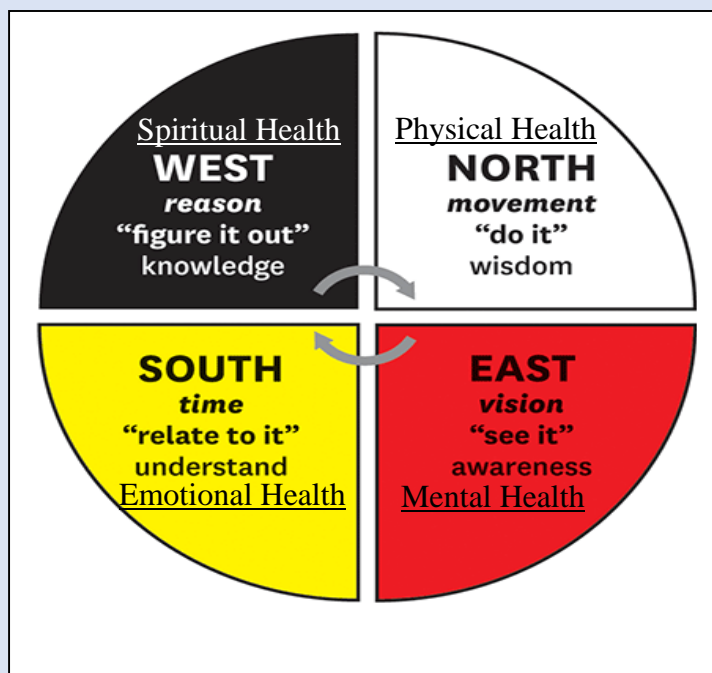 Spiritual Health
WEST
reason
“figure it out”
knowledge
Physical Health
NORTH
movement
“do it”
wisdom
SOUTH
time
“relate to it”
understand
Emotional Health
EAST
vision
“see it”
awareness
Mental Health